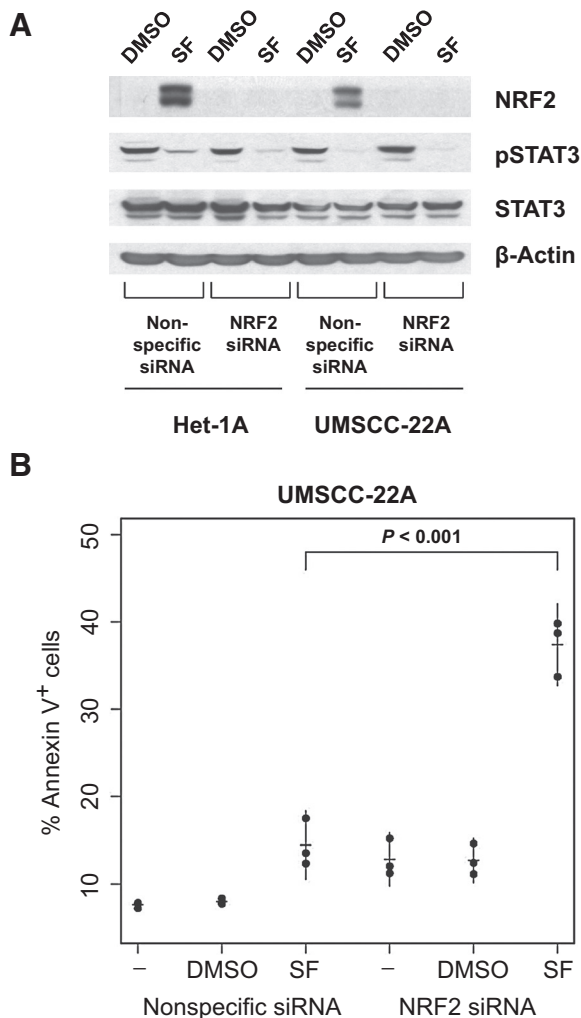 A
DMSO SF DMSO SF DMSO SF DMSO SF
NRF2
pSTAT3
STAT3
β-Actin
Non-
specific
siRNA
NRF2
siRNA
Non-
specific
siRNA
NRF2
siRNA
Het-1A UMSCC-22A
B
UMSCC-22A
P < 0.001
% Annexin V+ cells
50
40
30
20
10
– DMSO SF – DMSO SF
Nonspecific siRNA NRF2 siRNA